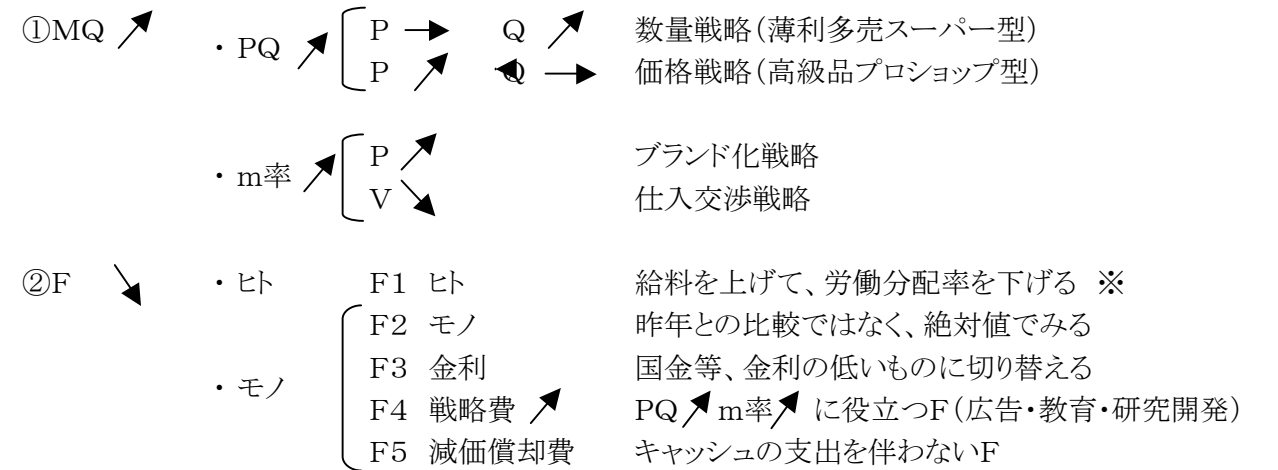 ①MQ ・PQ P Q 数量戦略(薄利多売スーパー型)
P Q 価格戦略(高級品プロショップ型)
・m率 P ブランド化戦略
V 仕入交渉戦略
②F ・ヒト F1 ヒト 給料を上げて、労働分配率を下げる ※
F2 モノ 昨年との比較ではなく、絶対値でみる
・モノ F3 金利 国金等、金利の低いものに切り替える
F4 戦略費 PQ m率 に役立つF(広告・教育・研究開発)
F5 減価償却費 キャッシュの支出を伴わないF